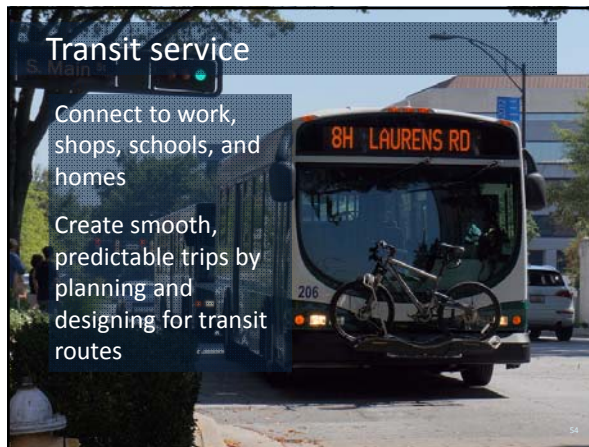 Transit service
S. Main St
8H LAURENS RD
Connect to work,
shops, schools, and
homes
Create smooth,
predictable trips by
planning and
designing for transit
routes
206
54